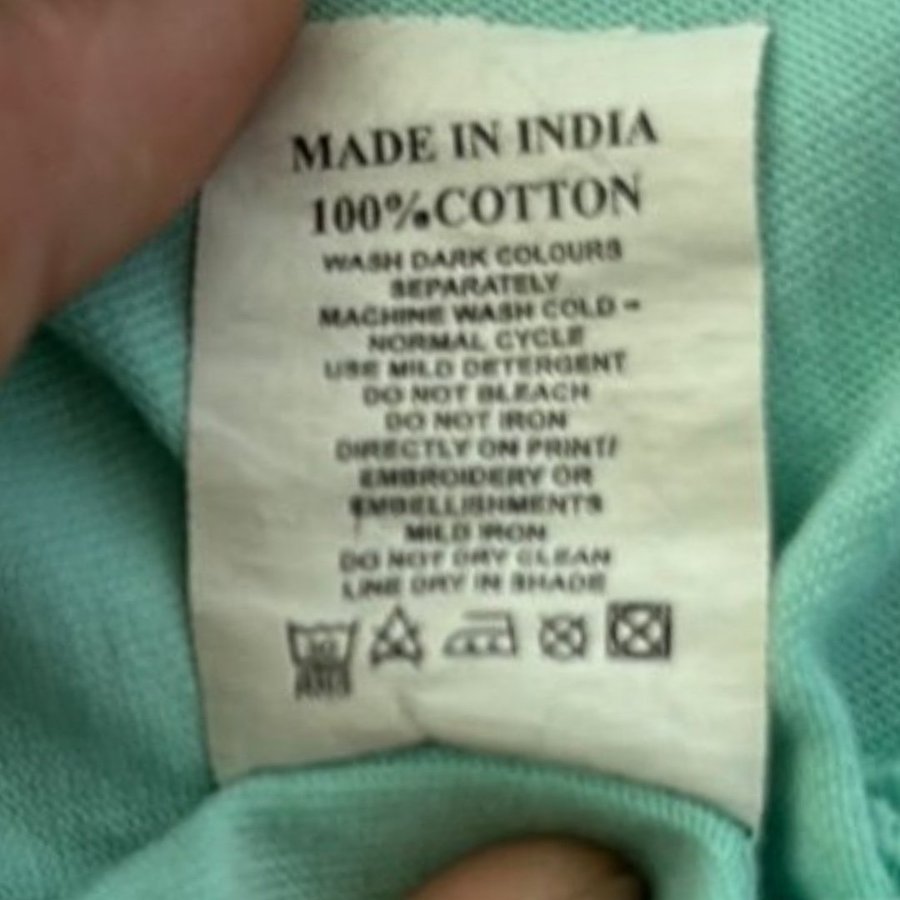 MADE IN INDIA
100%COTTON
WASH DARK COLOURS
SEPARATELY
MACHINE WASH COLD -
NORMAL CYCLE
USE MILD DETERGENT
DO NOT BLEACH
DO NOT IRON
DIRECTLY ON PRINT/
EMBROIDERY OR
EMBELLISHMENTS
MILD IRON
DO NOT DRY CLEAN
LINE DRY IN SHADE
30